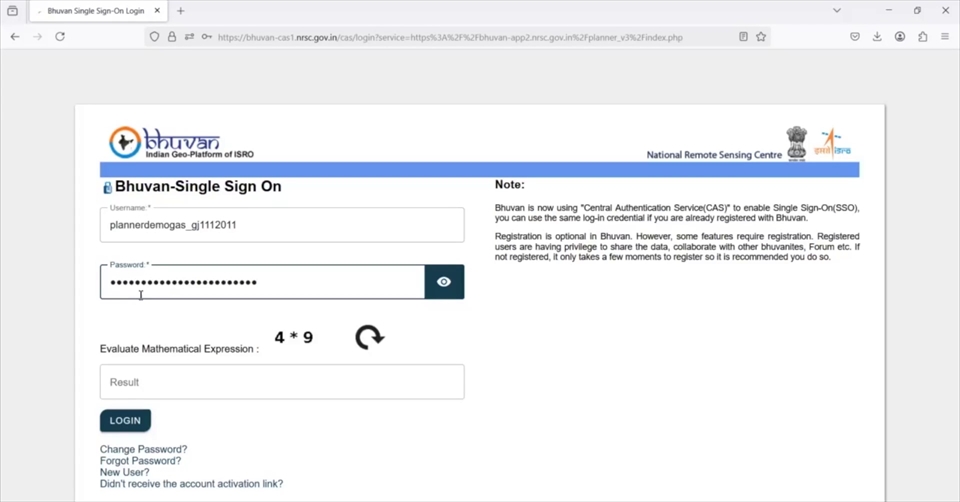 Bhuvan Single Sign-On Login
https://bhuvan-cas1.nrsc.gov.in/cas/login?service=https%3A%2F%2Fbhuvan-app2.nrsc.gov.in%2Fplanner_v3%2Findex.php
bhuvan
Indian Geo-Platform of ISRO
National Remote Sensing Centre
इसरो isro
Bhuvan-Single Sign On
Username:*
plannerdemogas_gj1112011
Password:*
Evaluate Mathematical Expression :
4 * 9
Result
LOGIN
Change Password?
Forgot Password?
New User?
Didn't receive the account activation link?
Note:
Bhuvan is now using "Central Authentication Service(CAS)" to enable Single Sign-On(SSO),
you can use the same log-in credential if you are already registered with Bhuvan.
Registration is optional in Bhuvan. However, some features require registration. Registered
users are having privilege to share the data, collaborate with other bhuvanites, Forum etc. If
not registered, it only takes a few moments to register so it is recommended you do so.